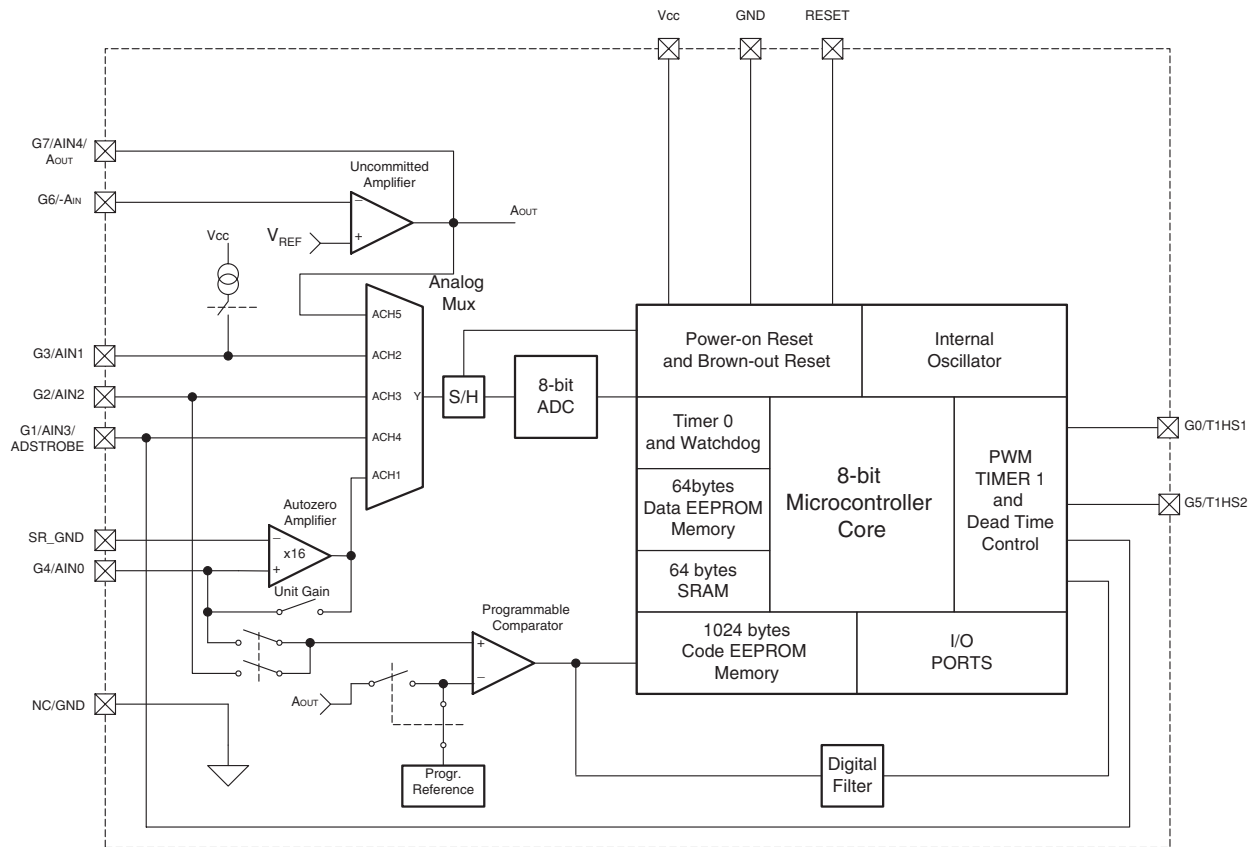 Vcc
GND
RESET
G7/AIN4/
AOUT
Uncommitted
Amplifier
G6/-AIN
−
+
VREF
AOUT
Vcc
Analog
Mux
ACH5
ACH2
ACH3
Y
ACH4
ACH1
G3/AIN1
G2/AIN2
G1/AIN3/
ADSTROBE
S/H
8-bit
ADC
Power-on Reset
and Brown-out Reset
Internal
Oscillator
Timer 0
and Watchdog
64bytes
Data EEPROM
Memory
64 bytes
SRAM
8-bit
Microcontroller
Core
PWM
TIMER 1
and
Dead Time
Control
1024 bytes
Code EEPROM
Memory
I/O
PORTS
G0/T1HS1
G5/T1HS2
Autozero
Amplifier
SR_GND
G4/AIN0
−
x16
+
Unit Gain
Programmable
Comparator
+
−
AOUT
NC/GND
Progr.
Reference
Digital
Filter